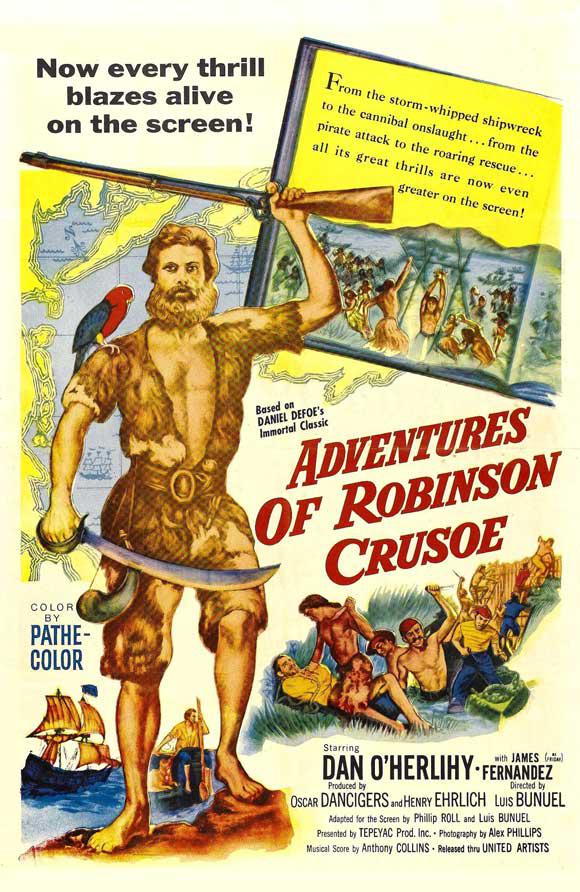 Now every thrill
blazes alive
on the screen!
From the storm-whipped shipwreck
to the cannibal onslaught...from the
pirate attack to the roaring rescue...
all its great thrills are now even
greater on the screen!
Based on
DANIEL DEFOE's
Immortal Classic
ADVENTURES
OF ROBINSON
CRUSOE
COLOR
BY
PATHE-
COLOR
Starring
DAN O'HERLIHY • with JAMES FERNANDEZ (AS FRIDAY)
Produced by
OSCAR DANCIGERS and HENRY EHRLICH
Directed by
LUIS BUNUEL
Adapted for the Screen by Phillip ROLL and Luis BUNUEL
Presented by TEPEYAC Prod. Inc. • Photography by Alex PHILLIPS
Musical Score by Anthony COLLINS • Released thru UNITED ARTISTS